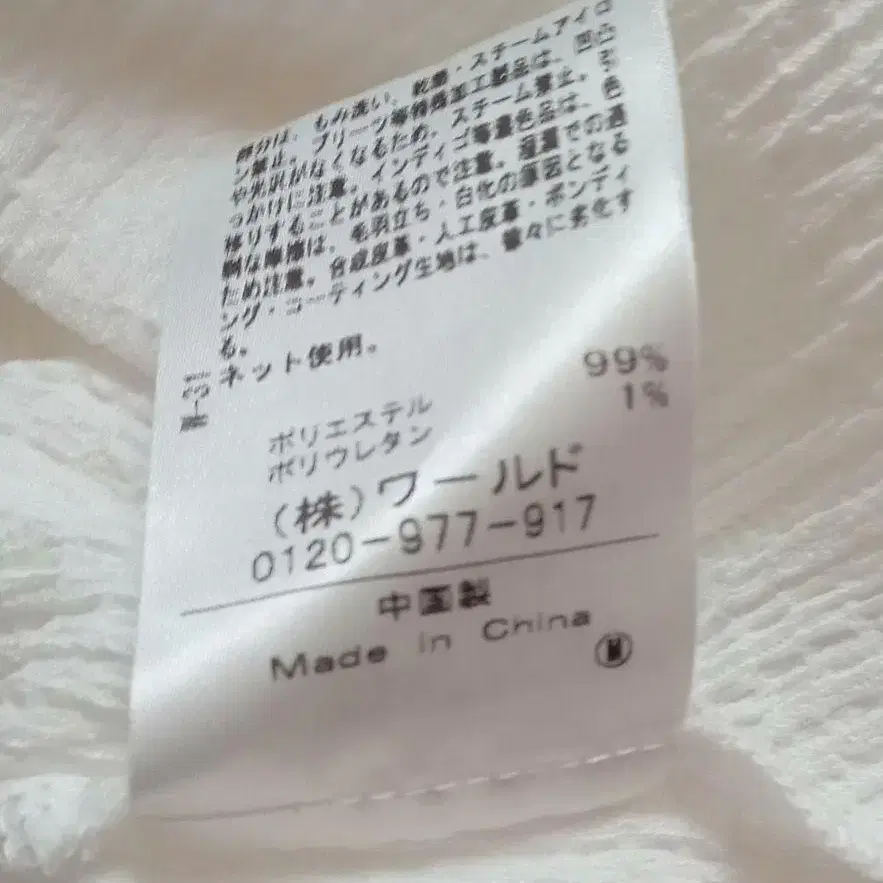 部分は、もみ洗い、乾燥・スチームアイロ
ン禁止。プリーツ等特殊加工製品は、凹凸
や光沢がなくなるため、スチーム禁止。引
っかけに注意。インディゴ等濃色品は、色
移りすることがあるので注意。湿潤での過
剰な摩擦は、毛羽立ち・白化の原因となる
ため注意。合成皮革・人工皮革・ボンディ
ング・コーティング生地は、徐々に劣化す
る。
ネット使用。
ポリエステル 99%
ポリウレタン 1%
(株)ワールド
0120-977-917
中国製
Made in China